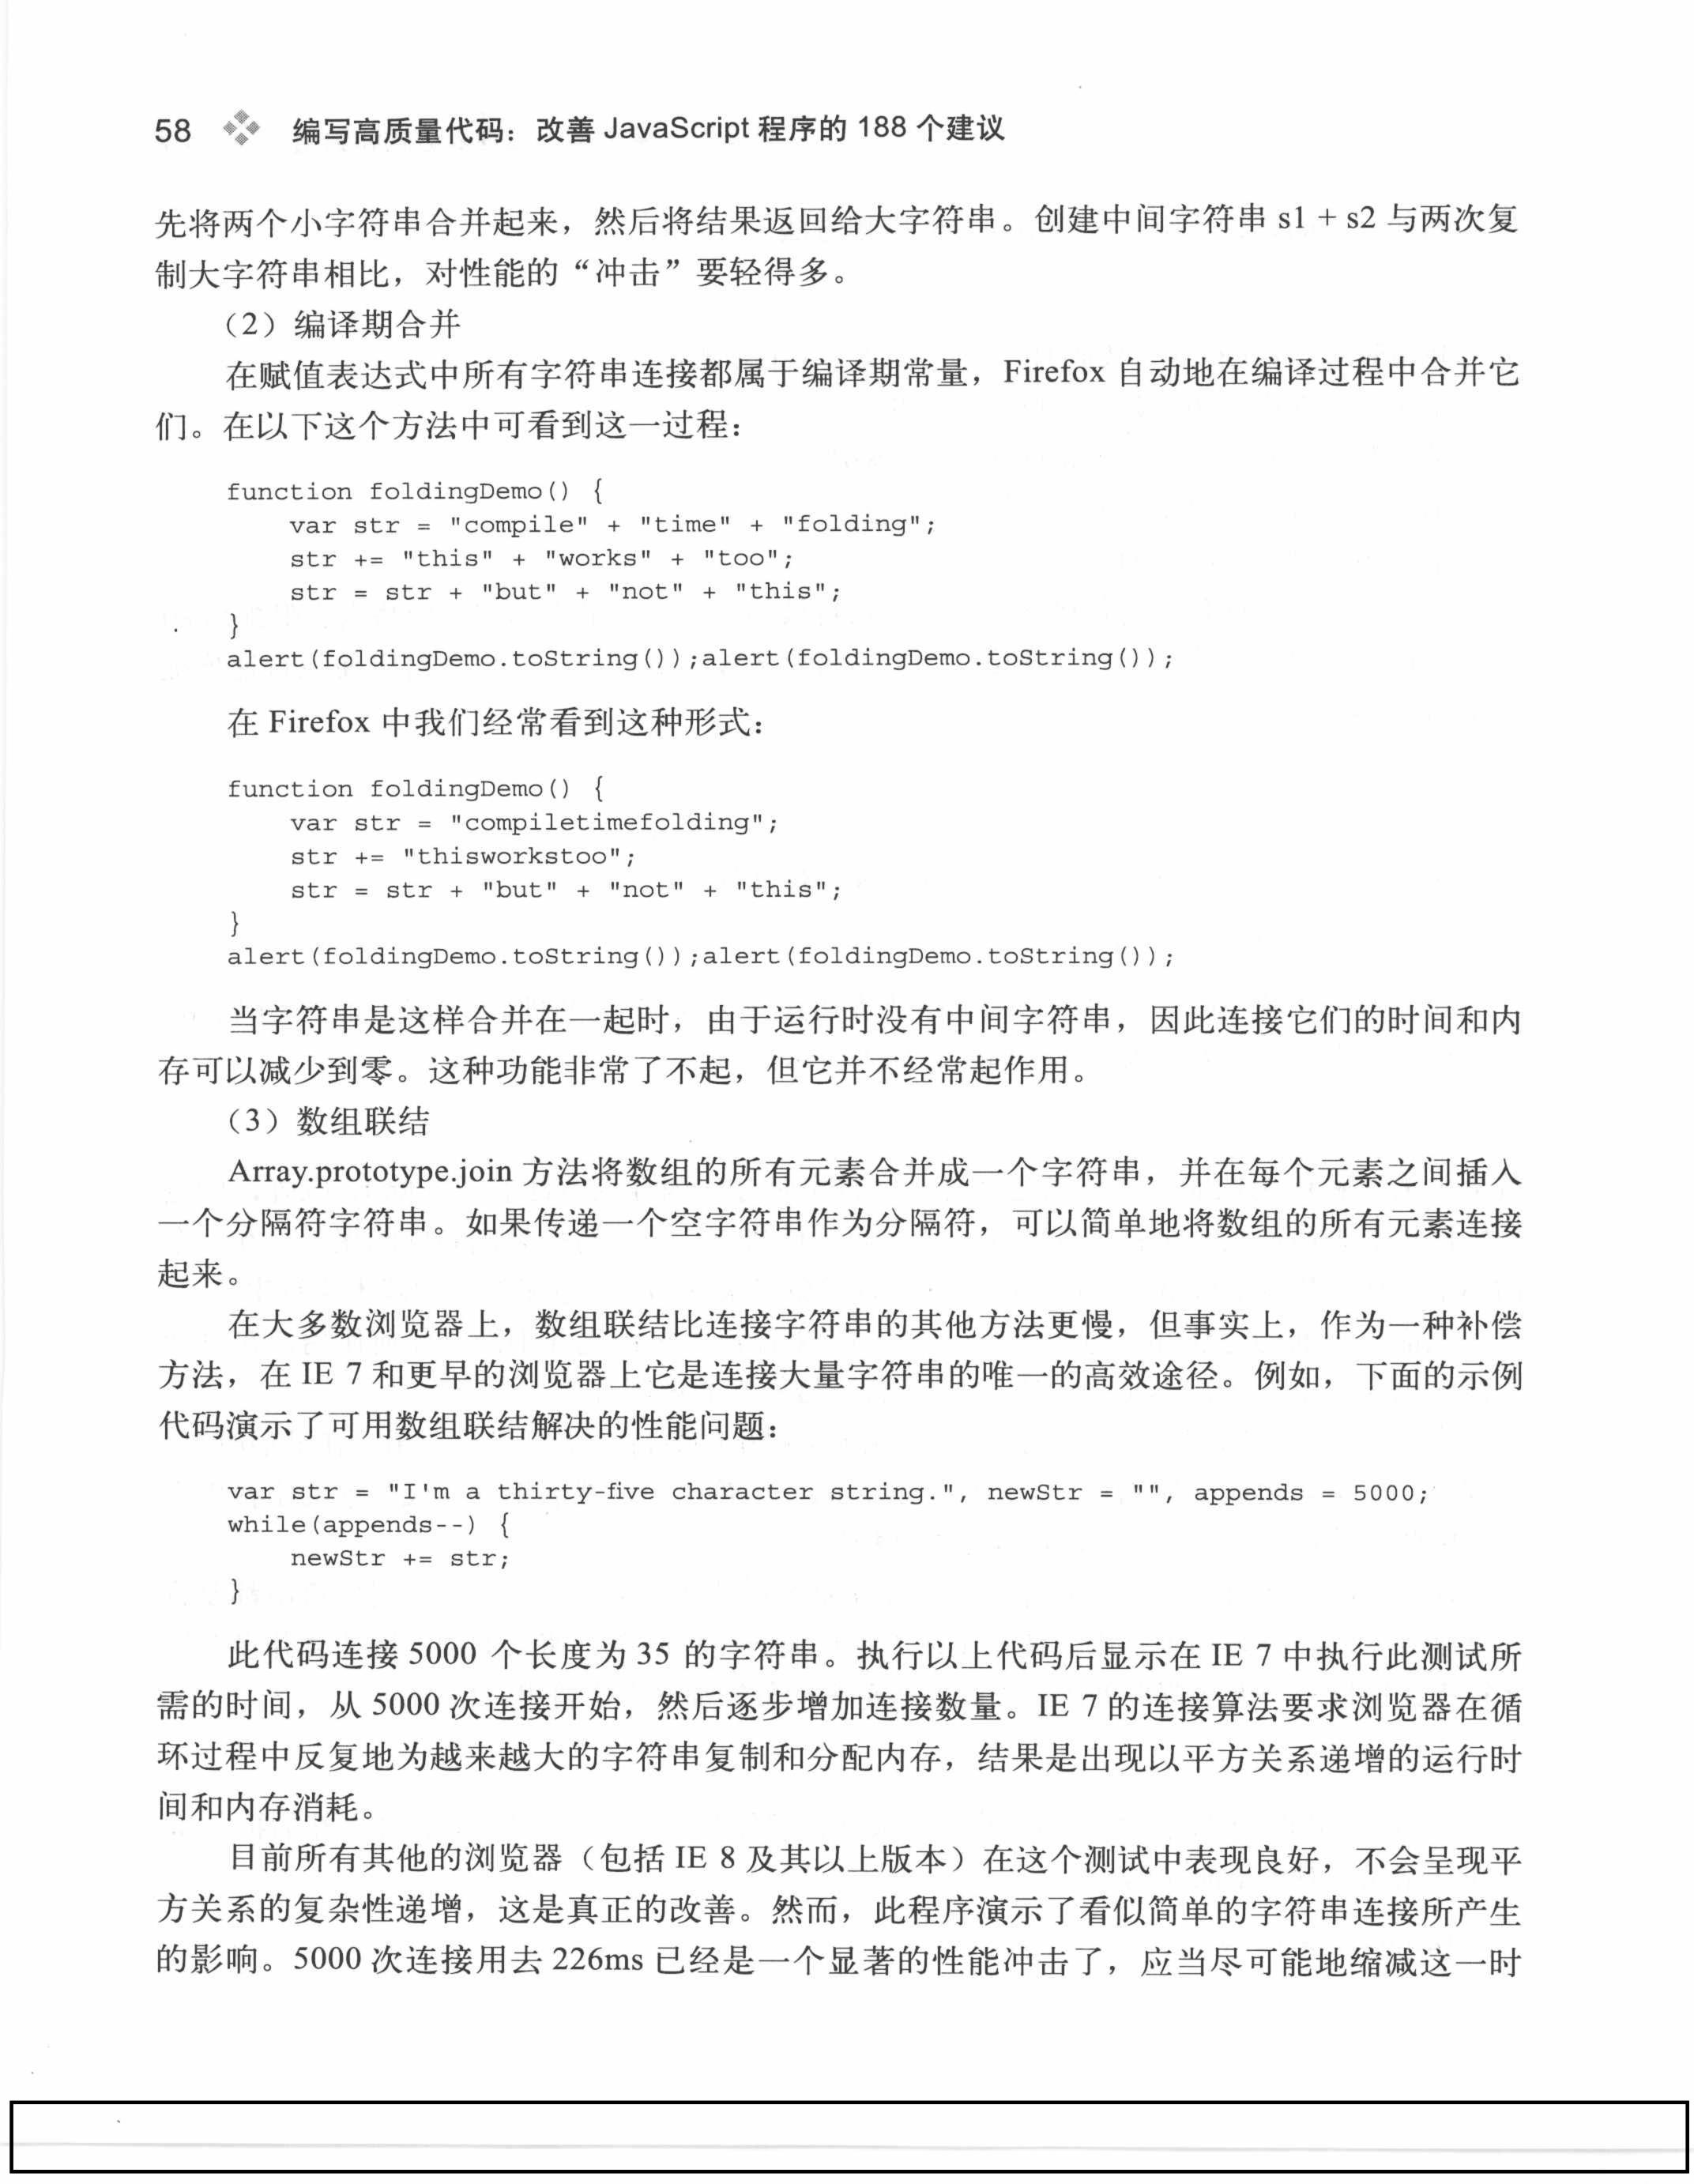 58 编写高质量代码：改善 JavaScript 程序的 188 个建议
先将两个小字符串合并起来，然后将结果返回给大字符串。创建中间字符串 s1 + s2 与两次复
制大字符串相比，对性能的“冲击”要轻得多。
（2）编译期合并
在赋值表达式中所有字符串连接都属于编译期常量，Firefox 自动地在编译过程中合并它
们。在以下这个方法中可看到这一过程：
function foldingDemo() {
    var str = "compile" + "time" + "folding";
    str += "this" + "works" + "too";
    str = str + "but" + "not" + "this";
}
alert(foldingDemo.toString());alert(foldingDemo.toString());
在 Firefox 中我们经常看到这种形式：
function foldingDemo() {
    var str = "compiletimefolding";
    str += "thisworkstoo";
    str = str + "but" + "not" + "this";
}
alert(foldingDemo.toString());alert(foldingDemo.toString());
当字符串是这样合并在一起时，由于运行时没有中间字符串，因此连接它们的时间和内
存可以减少到零。这种功能非常了不起，但它并不经常起作用。
（3）数组联结
Array.prototype.join 方法将数组的所有元素合并成一个字符串，并在每个元素之间插入
一个分隔符字符串。如果传递一个空字符串作为分隔符，可以简单地将数组的所有元素连接
起来。
在大多数浏览器上，数组联结比连接字符串的其他方法更慢，但事实上，作为一种补偿
方法，在 IE 7 和更早的浏览器上它是连接大量字符串的唯一的高效途径。例如，下面的示例
代码演示了可用数组联结解决的性能问题：
var str = "I'm a thirty-five character string.", newStr = "", appends = 5000;
while(appends--) {
    newStr += str;
}
此代码连接 5000 个长度为 35 的字符串。执行以上代码后显示在 IE 7 中执行此测试所
需的时间，从 5000 次连接开始，然后逐步增加连接数量。IE 7 的连接算法要求浏览器在循
环过程中反复地为越来越大的字符串复制和分配内存，结果是出现以平方关系递增的运行时
间和内存消耗。
目前所有其他的浏览器（包括 IE 8 及其以上版本）在这个测试中表现良好，不会呈现平
方关系的复杂性递增，这是真正的改善。然而，此程序演示了看似简单的字符串连接所产生
的影响。5000 次连接用去 226ms 已经是一个显著的性能冲击了，应当尽可能地缩减这一时